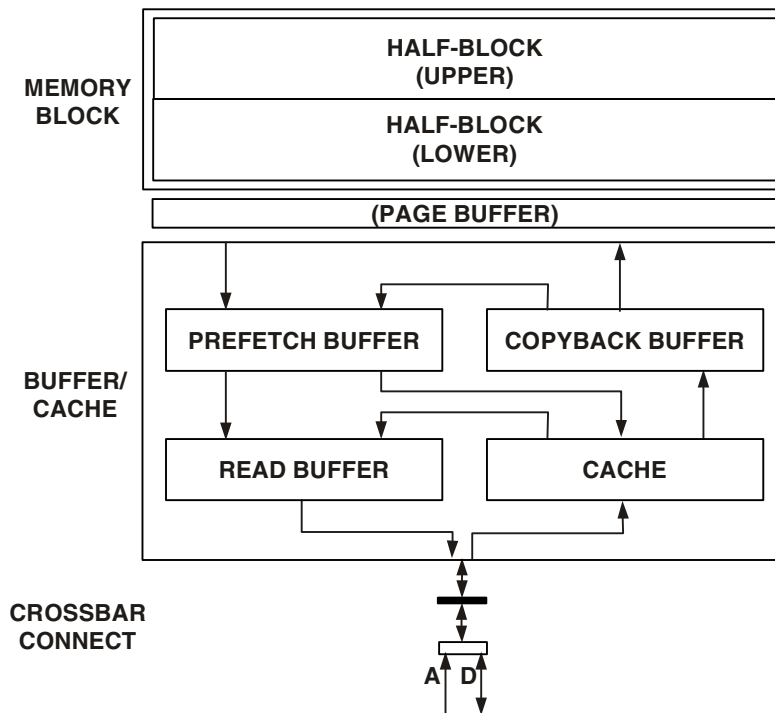 HALF-BLOCK
(UPPER)
MEMORY
BLOCK
HALF-BLOCK
(LOWER)
(PAGE BUFFER)
PREFETCH BUFFER
COPYBACK BUFFER
BUFFER/
CACHE
READ BUFFER
CACHE
CROSSBAR
CONNECT
A D